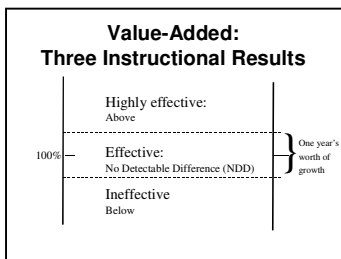 Value-Added:
Three Instructional Results
Highly effective:
Above
100%
Effective:
No Detectable Difference (NDD)
One year's
worth of
growth
Ineffective
Below